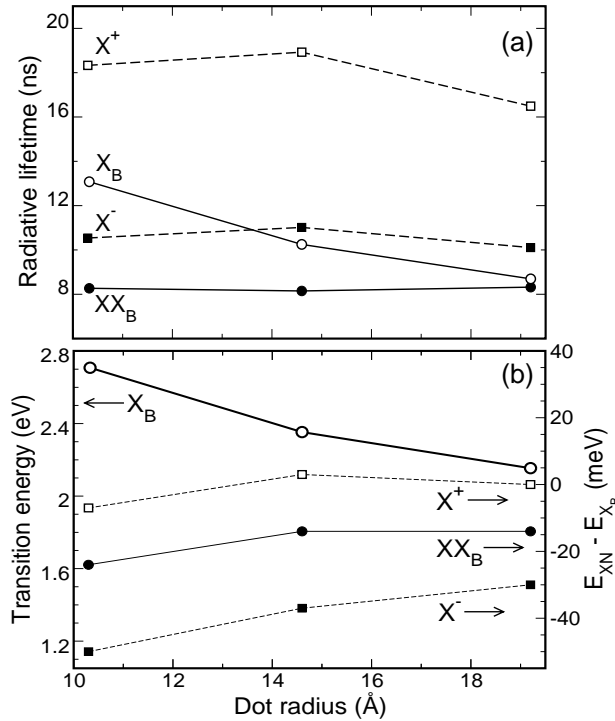 20
16
12
8
4
Radiative lifetime (ns)
(a)
X+
X_B
X-
XX_B
2.8
2.4
2
1.6
1.2
Transition energy (eV)
(b)
X_B
X+
XX_B
X-
40
20
0
-20
-40
E_XN - E_X_B (meV)
10 12 14 16 18
Dot radius (Å)